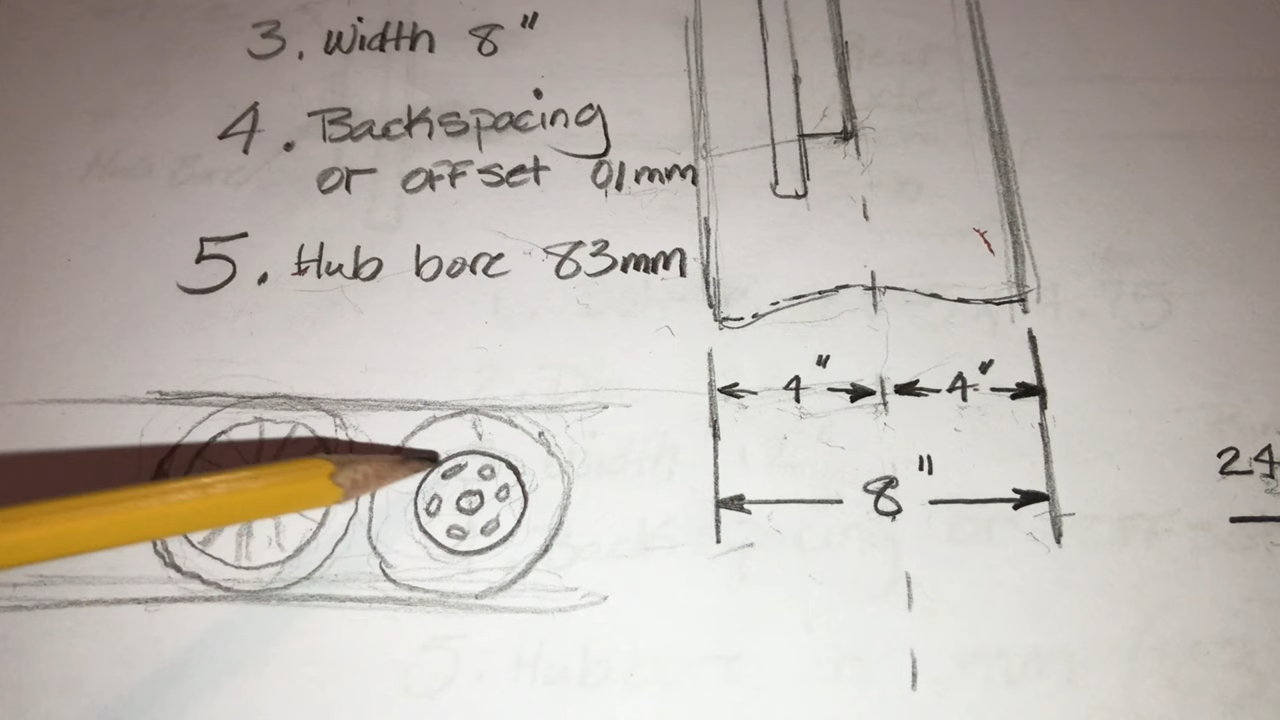 3. Width 8"
4. Backspacing
or offset 01mm
5. Hub bore 83mm
4" 4"
8"
24